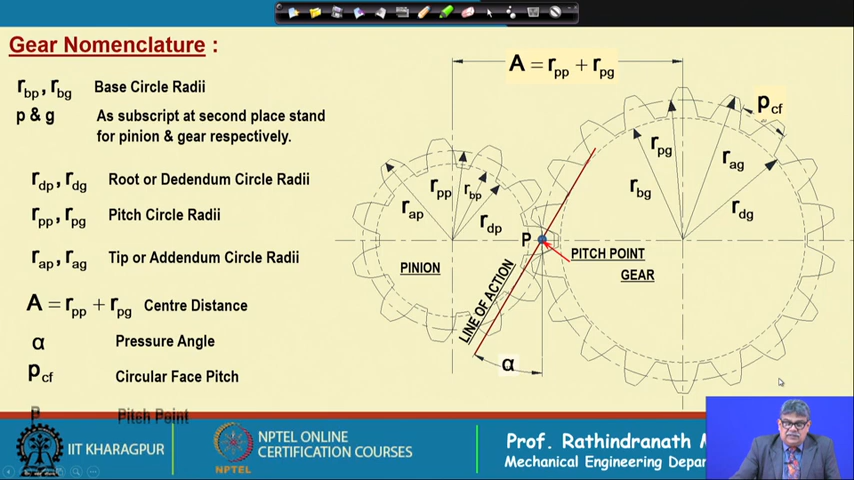 Gear Nomenclature :
r_bp , r_bg Base Circle Radii
p & g As subscript at second place stand
for pinion & gear respectively.
r_dp , r_dg Root or Dedendum Circle Radii
r_pp , r_pg Pitch Circle Radii
r_ap , r_ag Tip or Addendum Circle Radii
A = r_pp + r_pg Centre Distance
α Pressure Angle
p_cf Circular Face Pitch
P Pitch Point
A = r_pp + r_pg
p_cf
r_pg
r_ag
r_bg
r_dg
r_pp
r_bp
r_ap
r_dp
P
PINION
PITCH POINT
GEAR
LINE OF ACTION
α
IIT KHARAGPUR
NPTEL
NPTEL ONLINE
CERTIFICATION COURSES
Prof. Rathindranath
Mechanical Engineering